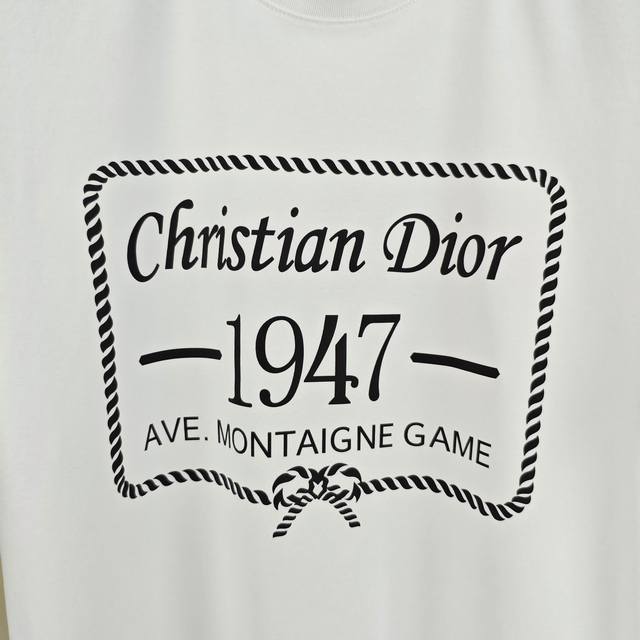 Christian Dior
—1947—
AVE. MONTAIGNE GAME